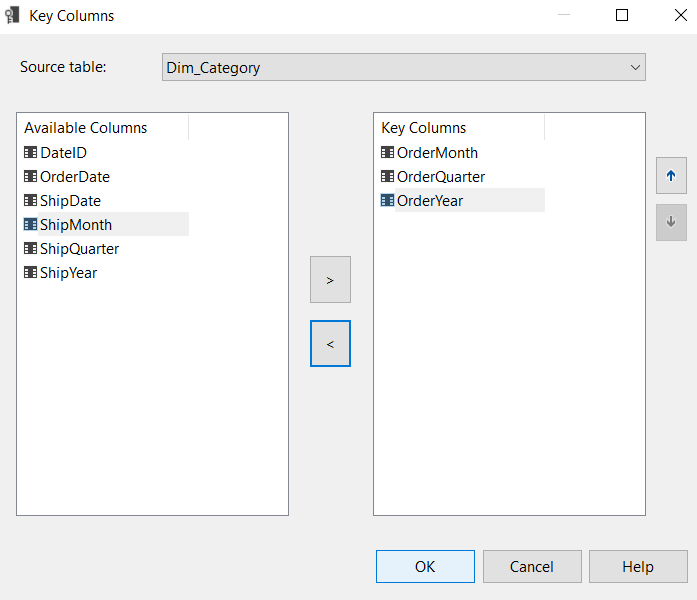 Key Columns
Source table:
Dim_Category
Available Columns
DateID
OrderDate
ShipDate
ShipMonth
ShipQuarter
ShipYear
>
<
Key Columns
OrderMonth
OrderQuarter
OrderYear
OK
Cancel
Help